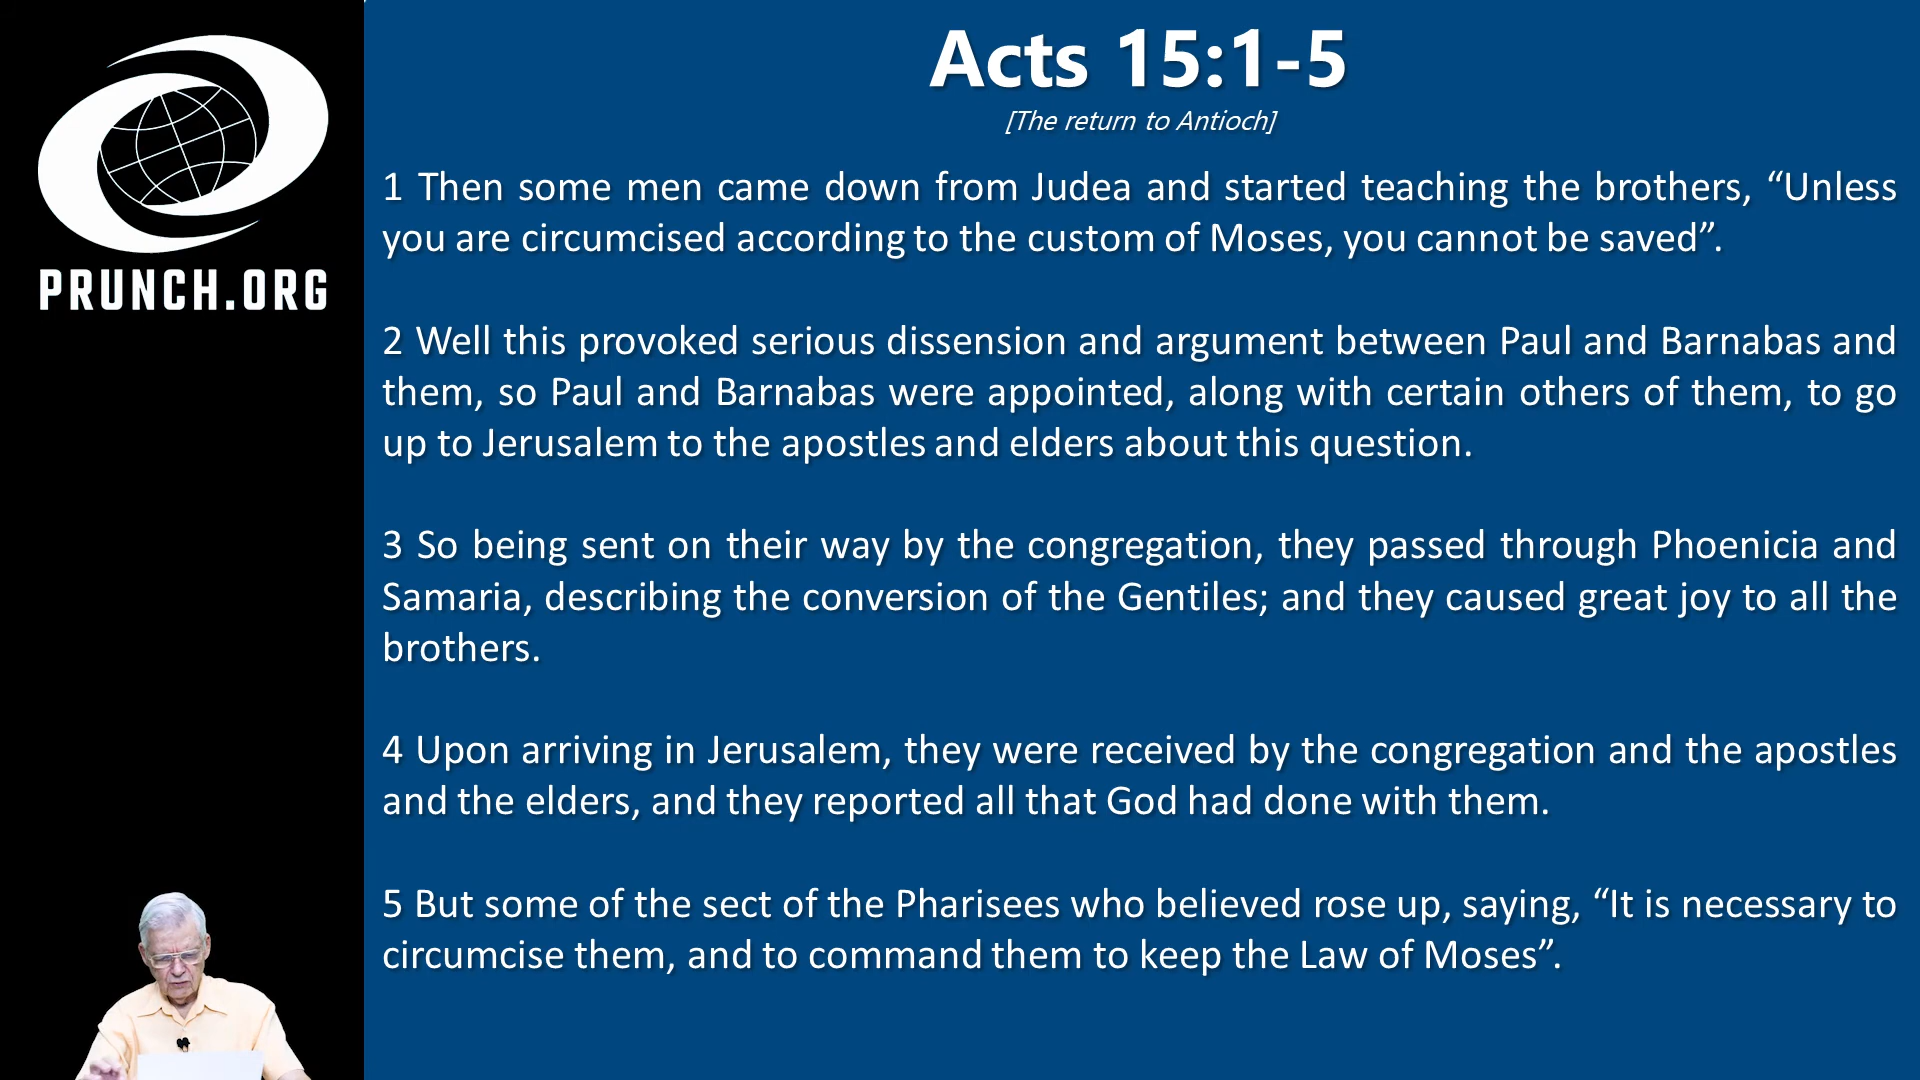 PRUNCH.ORG
Acts 15:1-5
[The return to Antioch]
1 Then some men came down from Judea and started teaching the brothers, “Unless
you are circumcised according to the custom of Moses, you cannot be saved”.
2 Well this provoked serious dissension and argument between Paul and Barnabas and
them, so Paul and Barnabas were appointed, along with certain others of them, to go
up to Jerusalem to the apostles and elders about this question.
3 So being sent on their way by the congregation, they passed through Phoenicia and
Samaria, describing the conversion of the Gentiles; and they caused great joy to all the
brothers.
4 Upon arriving in Jerusalem, they were received by the congregation and the apostles
and the elders, and they reported all that God had done with them.
5 But some of the sect of the Pharisees who believed rose up, saying, “It is necessary to
circumcise them, and to command them to keep the Law of Moses”.